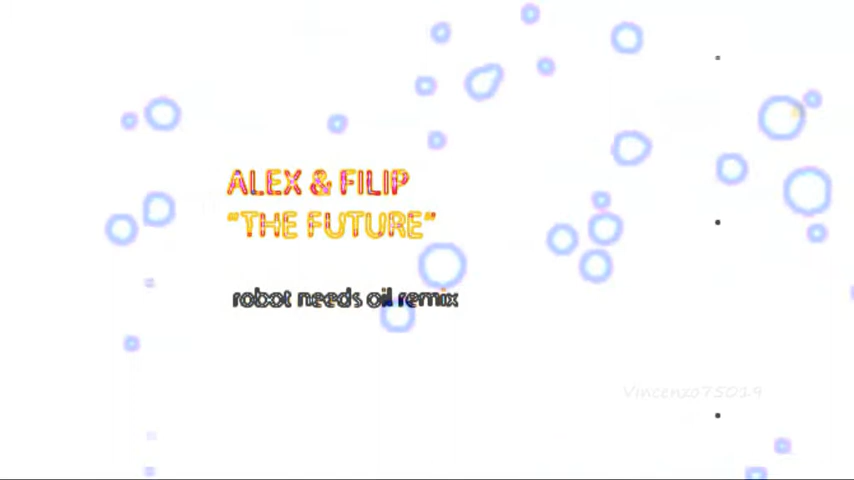 ALEX & FILIP
“THE FUTURE”
robot needs oil remix
Vincenzo75019